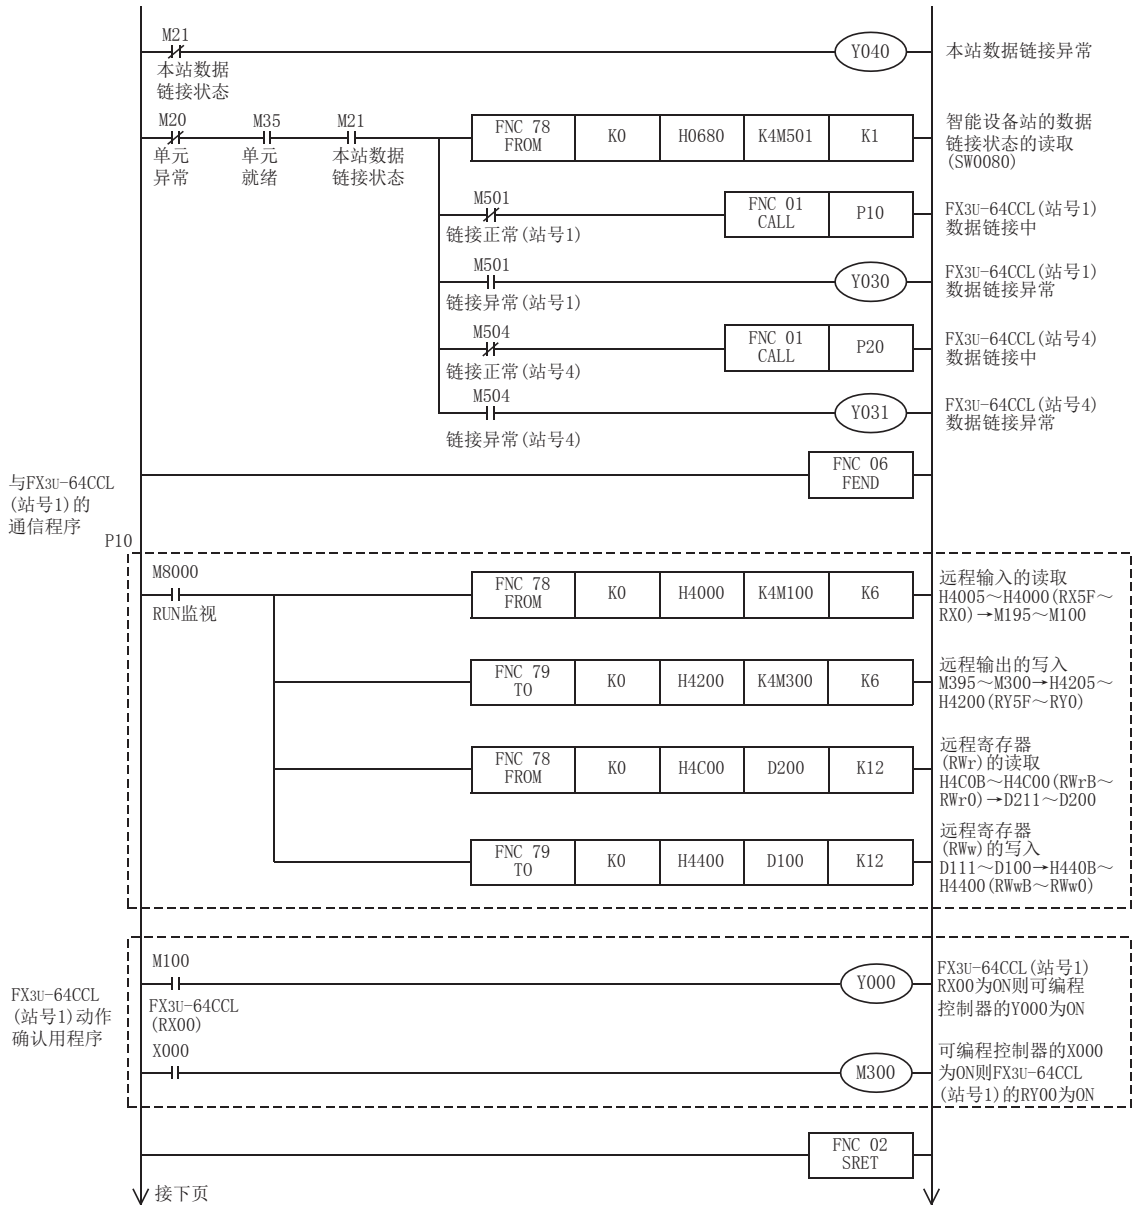 M21
Y040
本站数据链接异常
本站数据
链接状态
M20
M35
M21
FNC 78
FROM
K0
H0680
K4M501
K1
智能设备站的数据
链接状态的读取
(SW0080)
单元
异常
单元
就绪
本站数据
链接状态
M501
FNC 01
CALL
P10
FX3U-64CCL(站号1)
数据链接中
链接正常(站号1)
M501
Y030
FX3U-64CCL(站号1)
数据链接异常
链接异常(站号1)
M504
FNC 01
CALL
P20
FX3U-64CCL(站号4)
数据链接中
链接正常(站号4)
M504
Y031
FX3U-64CCL(站号4)
数据链接异常
链接异常(站号4)
FNC 06
FEND
与FX3U-64CCL
(站号1)的
通信程序
P10
M8000
RUN监视
FNC 78
FROM
K0
H4000
K4M100
K6
远程输入的读取
H4005～H4000(RX5F～
RX0)→M195～M100
FNC 79
TO
K0
H4200
K4M300
K6
远程输出的写入
M395～M300→H4205～
H4200(RY5F～RY0)
FNC 78
FROM
K0
H4C00
D200
K12
远程寄存器
(RWr)的读取
H4C0B～H4C00(RWrB～
RWr0)→D211～D200
FNC 79
TO
K0
H4400
D100
K12
远程寄存器
(RWw)的写入
D111～D100→H440B～
H4400(RWwB～RWw0)
FX3U-64CCL
(站号1)动作
确认用程序
M100
FX3U-64CCL
(RX00)
Y000
FX3U-64CCL(站号1)
RX00为ON则可编程
控制器的Y000为ON
X000
M300
可编程控制器的X000
为ON则FX3U-64CCL
(站号1)的RY00为ON
FNC 02
SRET
接下页